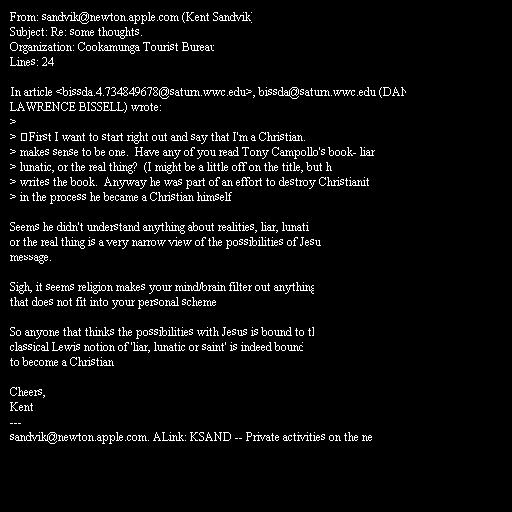 From: sandvik@newton.apple.com (Kent Sandvik)
Subject: Re: some thoughts.
Organization: Cookamunga Tourist Bureau
Lines: 24

In article <bissda.4.734849678@saturn.wwc.edu>, bissda@saturn.wwc.edu (DAN
LAWRENCE BISSELL) wrote:
>
> First I want to start right out and say that I'm a Christian.
> makes sense to be one.  Have any of you read Tony Campollo's book- liar
> lunatic, or the real thing?  (I might be a little off on the title, but h
> writes the book.  Anyway he was part of an effort to destroy Christianit
> in the process he became a Christian himself

Seems he didn't understand anything about realities, liar, lunati
or the real thing is a very narrow view of the possibilities of Jesu
message.

Sigh, it seems religion makes your mind/brain filter out anything
that does not fit into your personal scheme

So anyone that thinks the possibilities with Jesus is bound to tl
classical Lewis notion of 'liar, lunatic or saint' is indeed bound
to become a Christian

Cheers,
Kent
---
sandvik@newton.apple.com. ALink: KSAND -- Private activities on the ne